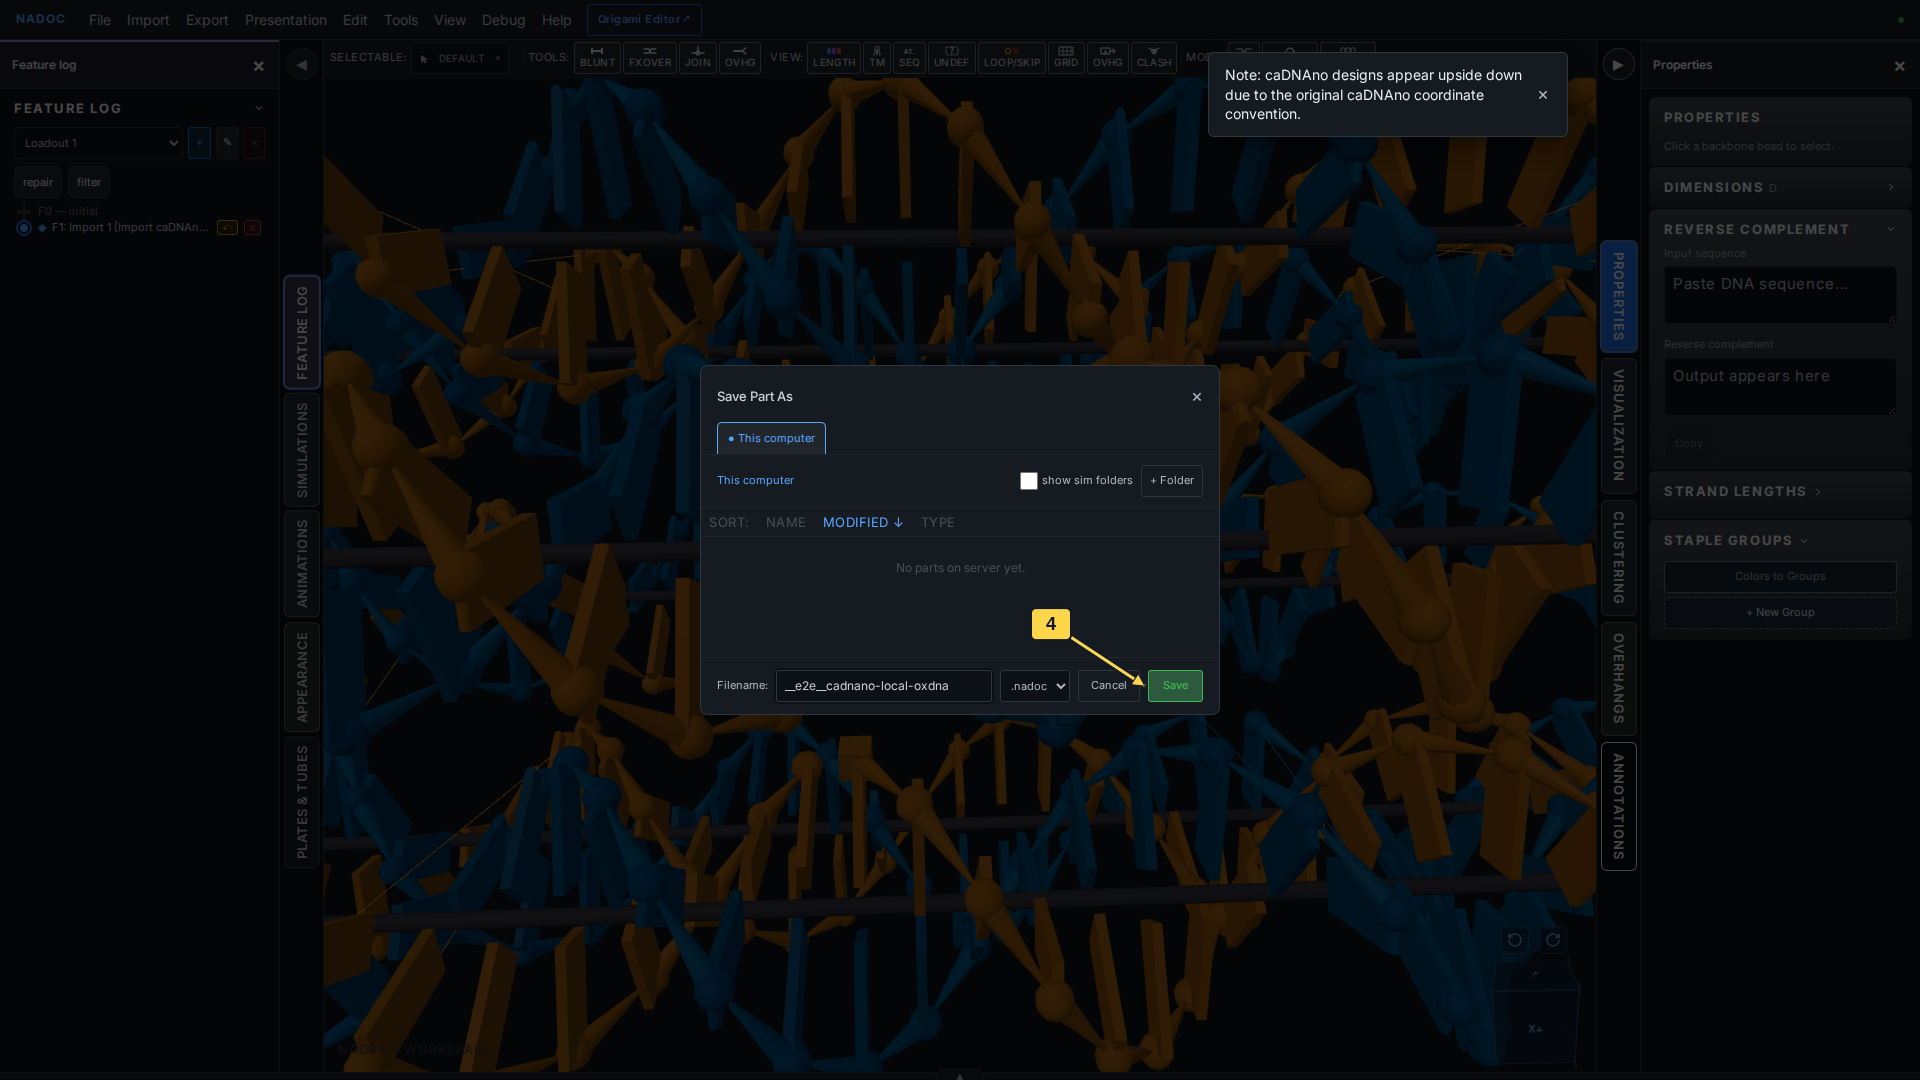 NADOC File Import Export Presentation Edit Tools View Debug Help Origami Editor↗
Feature log
FEATURE LOG
Loadout 1
repair filter
F0 — initial
F1: Import 1 [Import caDNAn...
FEATURE LOG
SIMULATIONS
ANIMATIONS
APPEARANCE
PLATES & TUBES
SELECTABLE: DEFAULT TOOLS: BLUNT FXOVER JOIN OVHG VIEW: LENGTH TM SEQ UNDEF LOOP/SKIP GRID OVHG CLASH
Note: caDNAno designs appear upside down
due to the original caDNAno coordinate
convention.
Save Part As
This computer
This computer show sim folders + Folder
SORT: NAME MODIFIED ↓ TYPE
No parts on server yet.
4
Filename: __e2e__cadnano-local-oxdna .nadoc Cancel Save
X+
PROPERTIES
VISUALIZATION
CLUSTERING
OVERHANGS
ANNOTATIONS
Properties
PROPERTIES
Click a backbone bead to select.
DIMENSIONS D
REVERSE COMPLEMENT
Input sequence
Paste DNA sequence...
Reverse complement
Output appears here
Copy
STRAND LENGTHS
STAPLE GROUPS
Colors to Groups
+ New Group